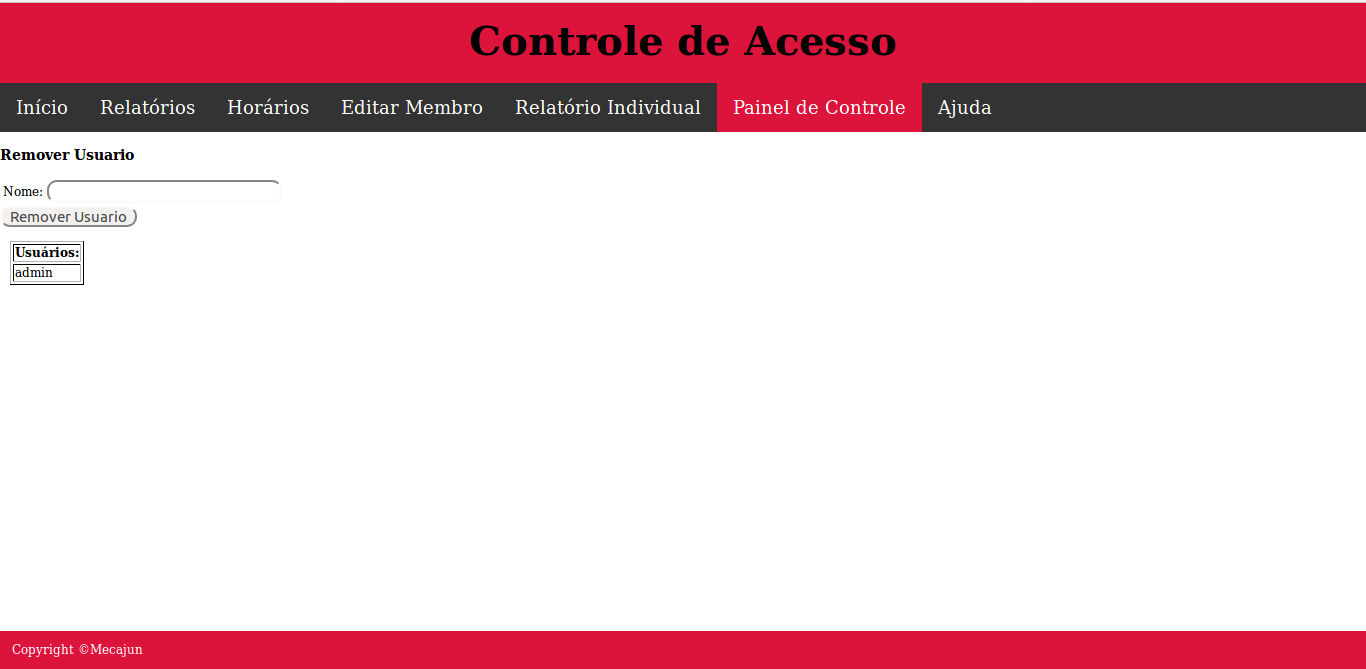 Controle de Acesso
Início Relatórios Horários Editar Membro Relatório Individual Painel de Controle Ajuda
Remover Usuario
Nome:
Remover Usuario
Usuários:
admin
Copyright ©Mecajun